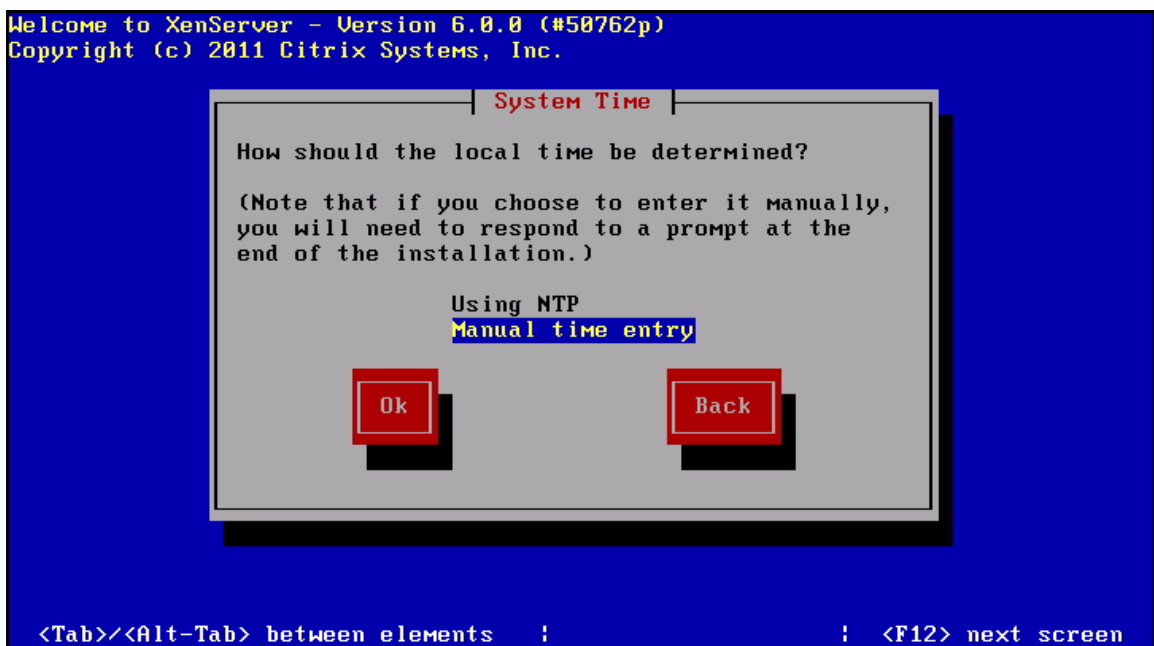 Welcome to XenServer - Version 6.0.0 (#50762p)
Copyright (c) 2011 Citrix Systems, Inc.
System Time
How should the local time be determined?
(Note that if you choose to enter it manually,
you will need to respond to a prompt at the
end of the installation.)
Using NTP
Manual time entry
Ok Back
<Tab>/<Alt-Tab> between elements ¦ ¦ <F12> next screen